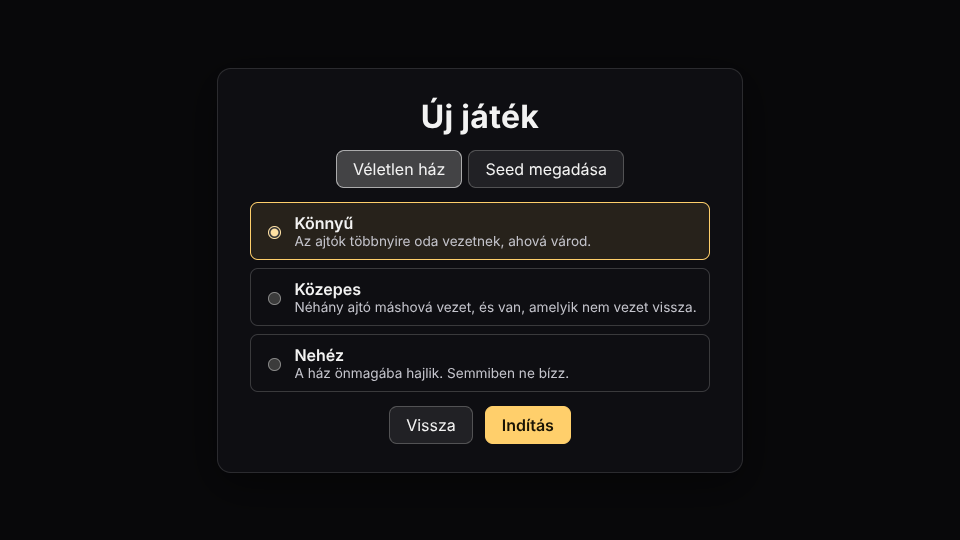 Új játék
Véletlen ház
Seed megadása
Könnyű
Az ajtók többnyire oda vezetnek, ahová várod.
Közepes
Néhány ajtó máshová vezet, és van, amelyik nem vezet vissza.
Nehéz
A ház önmagába hajlik. Semmiben ne bízz.
Vissza
Indítás